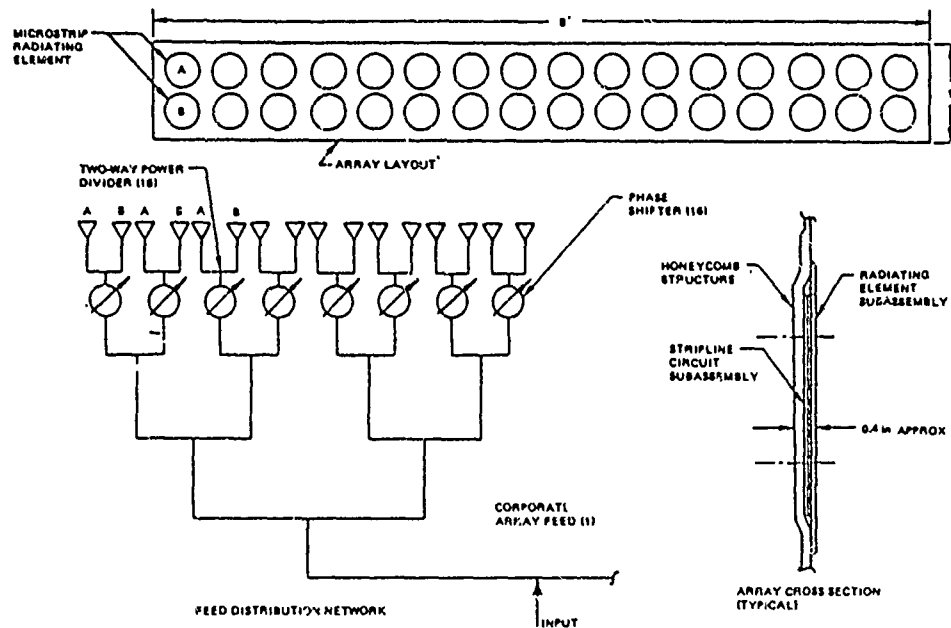 8'
MICROSTRIP
RADIATING
ELEMENT
A
B
ARRAY LAYOUT
TWO-WAY POWER
DIVIDER (16)
PHASE
SHIFTER (16)
A B A B A B
HONEYCOMB
STRUCTURE
RADIATING
ELEMENT
SUBASSEMBLY
STRIPLINE
CIRCUIT
SUBASSEMBLY
0.4 in APPROX
CORPORATE
ARRAY FEED (1)
ARRAY CROSS SECTION
(TYPICAL)
FEED DISTRIBUTION NETWORK
INPUT